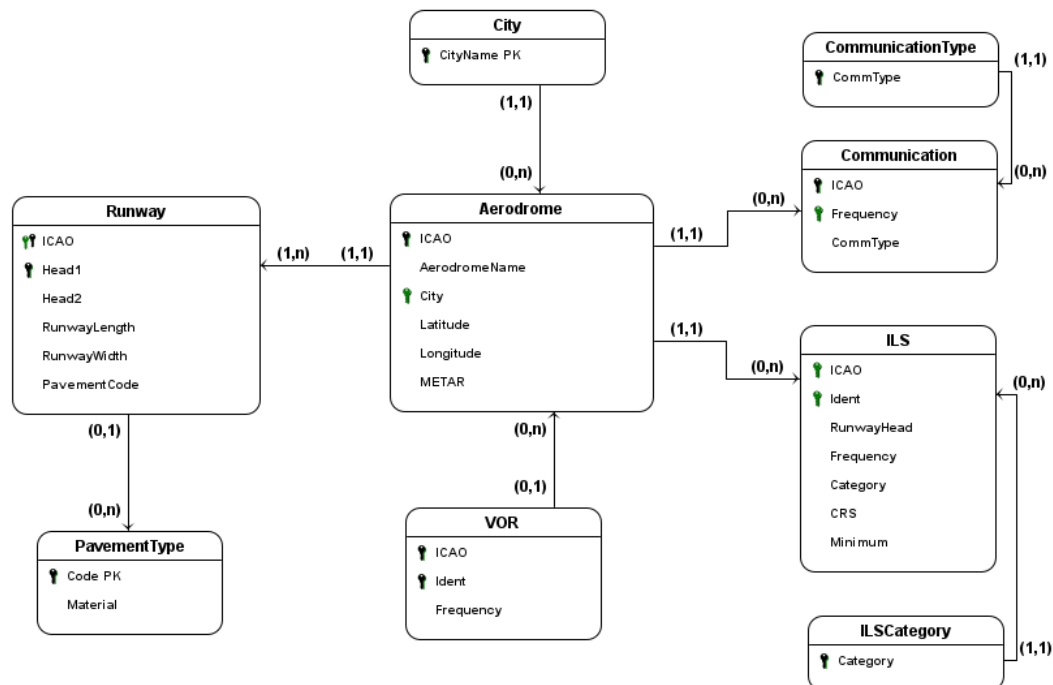 City
CityName PK
(1,1)
(0,n)
CommunicationType
CommType
(1,1)
(0,n)
Communication
ICAO
Frequency
CommType
Runway
ICAO
Head1
Head2
RunwayLength
RunwayWidth
PavementCode
(1,n)
(1,1)
Aerodrome
ICAO
AerodromeName
City
Latitude
Longitude
METAR
(1,1)
(0,n)
(1,1)
(0,n)
ILS
ICAO
Ident
RunwayHead
Frequency
Category
CRS
Minimum
(0,n)
(0,1)
(0,n)
PavementType
Code PK
Material
(0,n)
(0,1)
VOR
ICAO
Ident
Frequency
ILSCategory
Category
(1,1)